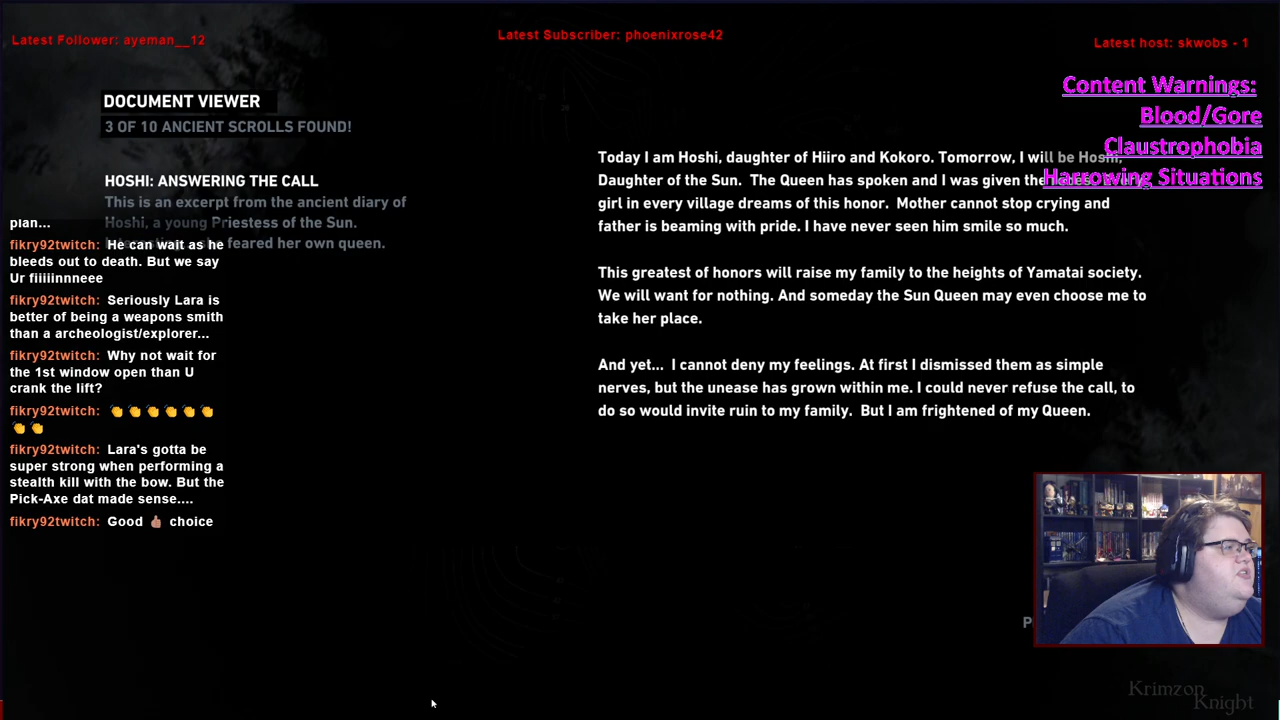 Latest Follower: ayeman__12
Latest Subscriber: phoenixrose42
Latest host: skwobs - 1
Content Warnings:
Blood/Gore
Claustrophobia
Harrowing Situations
DOCUMENT VIEWER
3 OF 10 ANCIENT SCROLLS FOUND!
HOSHI: ANSWERING THE CALL
This is an excerpt from the ancient diary of
Hoshi, a young Priestess of the Sun.
she feared her own queen.
Today I am Hoshi, daughter of Hiiro and Kokoro. Tomorrow, I will be Hoshi,
Daughter of the Sun. The Queen has spoken and I was given the
girl in every village dreams of this honor. Mother cannot stop crying and
father is beaming with pride. I have never seen him smile so much.
This greatest of honors will raise my family to the heights of Yamatai society.
We will want for nothing. And someday the Sun Queen may even choose me to
take her place.
And yet... I cannot deny my feelings. At first I dismissed them as simple
nerves, but the unease has grown within me. I could never refuse the call, to
do so would invite ruin to my family. But I am frightened of my Queen.
plan...
fikry92twitch: He can wait as he
bleeds out to death. But we say
Ur fiiiiinnneee
fikry92twitch: Seriously Lara is
better of being a weapons smith
than a archeologist/explorer...
fikry92twitch: Why not wait for
the 1st window open than U
crank the lift?
fikry92twitch: 👏👏👏👏👏👏
👏👏
fikry92twitch: Lara's gotta be
super strong when performing a
stealth kill with the bow. But the
Pick-Axe dat made sense....
fikry92twitch: Good 👍🏽 choice
P
Krimzon
Knight